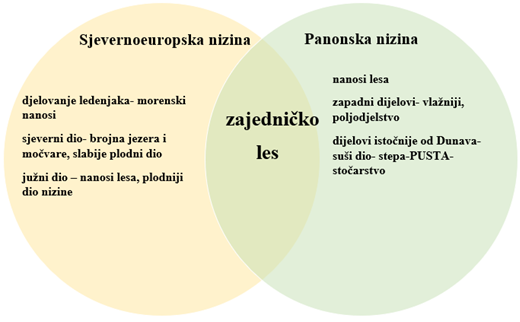 Sjevernoeuropska nizina
djelovanje ledenjaka- morenski
nanosi
sjeverni dio- brojna jezera i
močvare, slabije plodni dio
južni dio – nanosi lesa, plodniji
dio nizine
zajedničko
les
Panonska nizina
nanosi lesa
zapadni dijelovi- vlažniji,
poljodjelstvo
dijelovi istočnije od Dunava-
suši dio- stepa-PUSTA-
stočarstvo